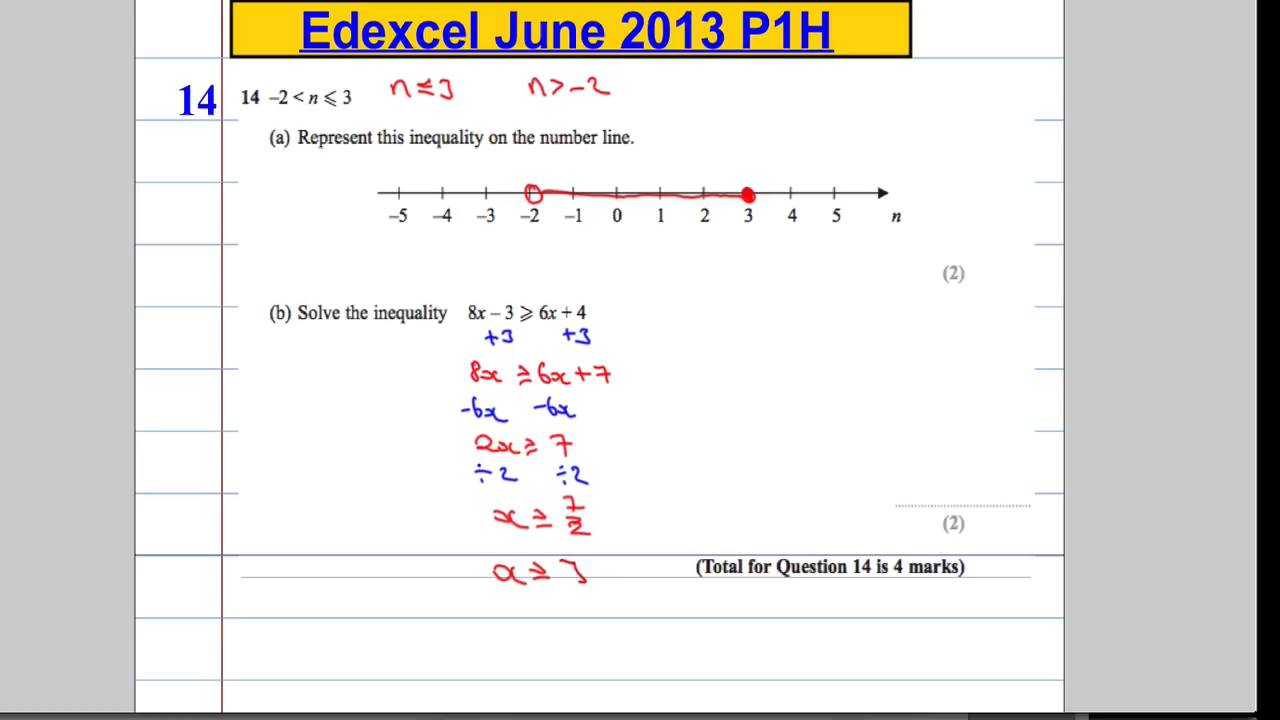 Edexcel June 2013 P1H
14
14 –2 < n ⩽ 3 n ≤ 3 n > -2
(a) Represent this inequality on the number line.
–5 –4 –3 –2 –1 0 1 2 3 4 5 n
(2)
(b) Solve the inequality 8x – 3 ⩾ 6x + 4
+3 +3
8x ≥ 6x + 7
-6x -6x
2x ≥ 7
÷2 ÷2
x ≥ 7/2
(2)
x ≥ 3
(Total for Question 14 is 4 marks)